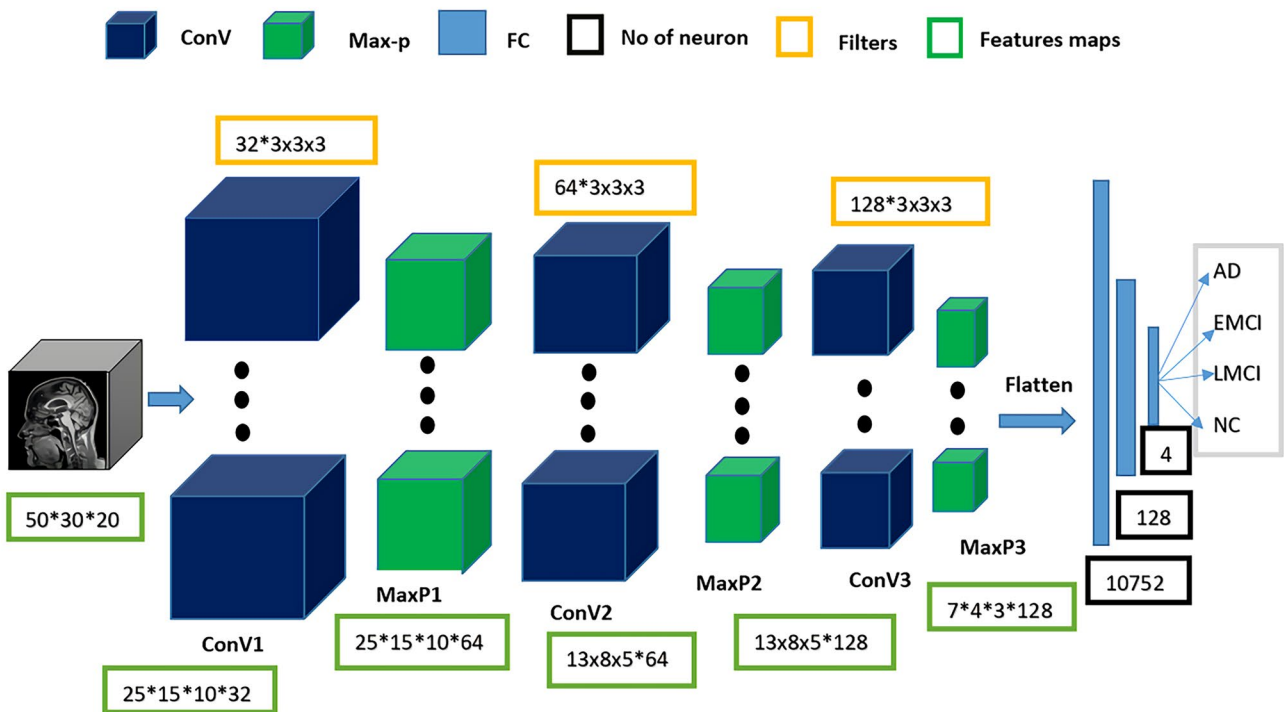 ConV
Max-p
FC
No of neuron
Filters
Features maps
32*3x3x3
64*3x3x3
128*3x3x3
AD
EMCI
LMCI
NC
Flatten
4
50*30*20
128
MaxP3
MaxP2
ConV3
MaxP1
10752
ConV2
7*4*3*128
ConV1
25*15*10*64
13x8x5*64
13x8x5*128
25*15*10*32